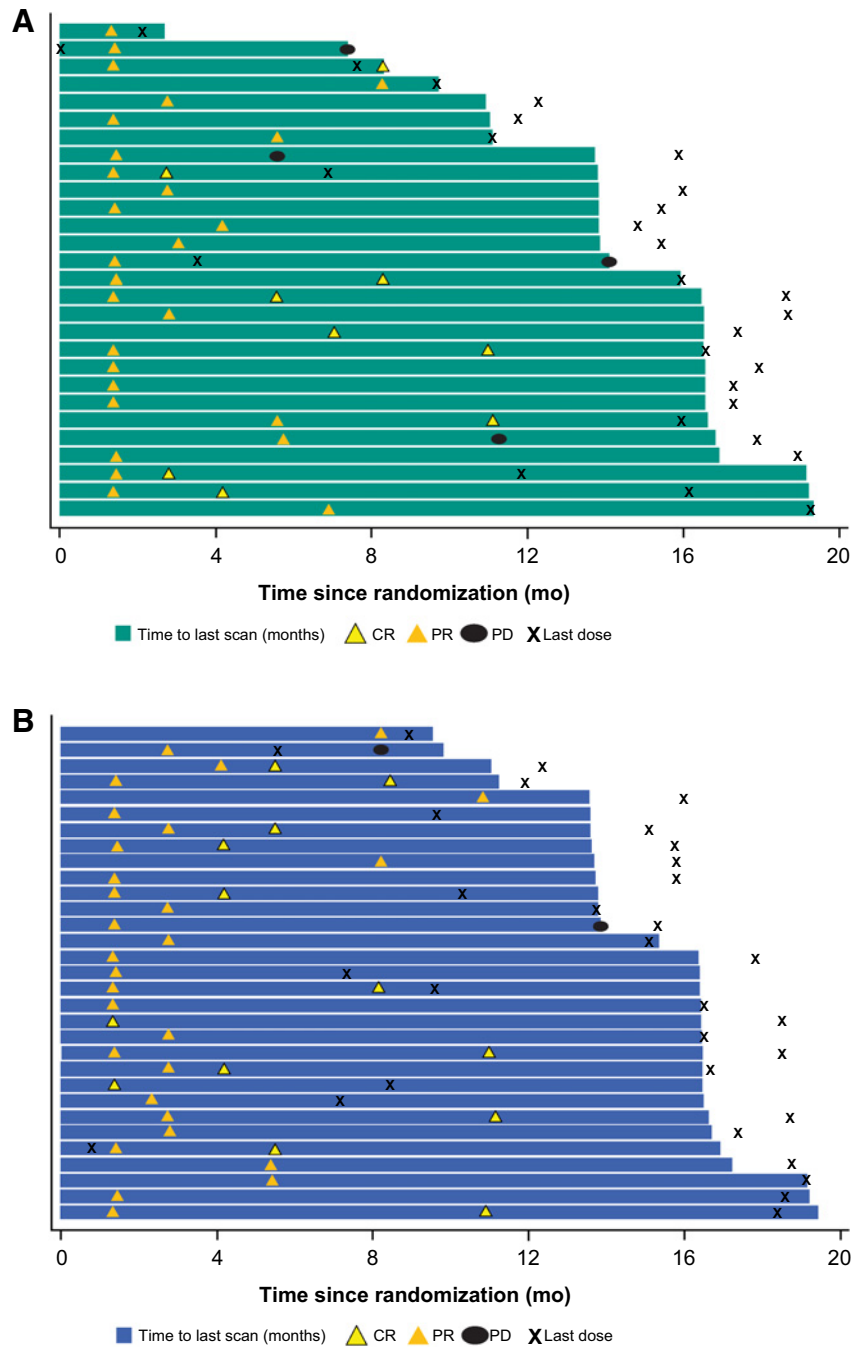 A
0 4 8 12 16 20
Time since randomization (mo)
Time to last scan (months) CR PR PD X Last dose
B
0 4 8 12 16 20
Time since randomization (mo)
Time to last scan (months) CR PR PD X Last dose